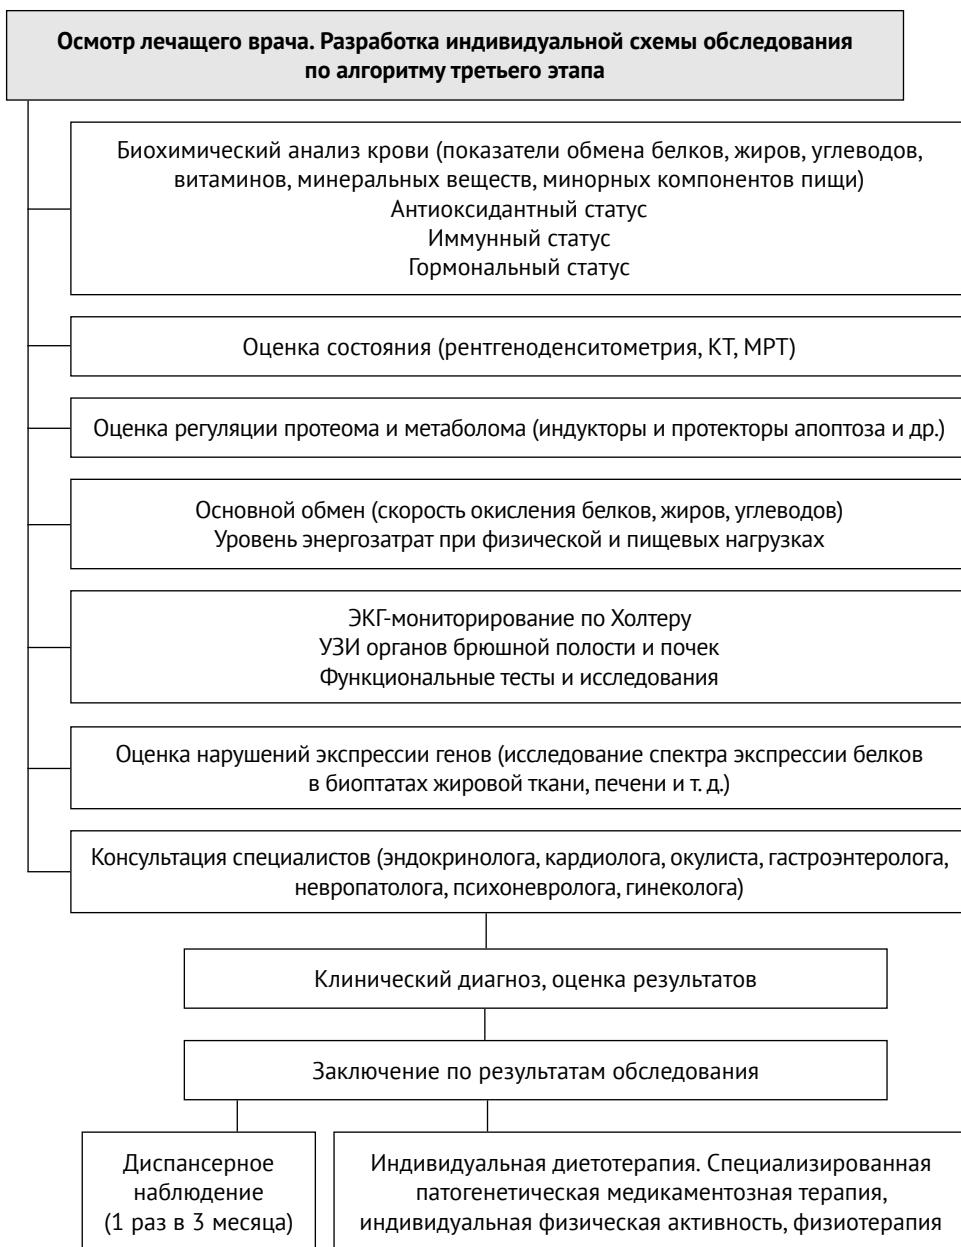 Осмотр лечащего врача. Разработка индивидуальной схемы обследования
по алгоритму третьего этапа
Биохимический анализ крови (показатели обмена белков, жиров, углеводов,
витаминов, минеральных веществ, минорных компонентов пищи)
Антиоксидантный статус
Иммунный статус
Гормональный статус
Оценка состояния (рентгеноденситометрия, КТ, МРТ)
Оценка регуляции протеома и метаболома (индукторы и протекторы апоптоза и др.)
Основной обмен (скорость окисления белков, жиров, углеводов)
Уровень энергозатрат при физической и пищевых нагрузках
ЭКГ-мониторирование по Холтеру
УЗИ органов брюшной полости и почек
Функциональные тесты и исследования
Оценка нарушений экспрессии генов (исследование спектра экспрессии белков
в биоптатах жировой ткани, печени и т. д.)
Консультация специалистов (эндокринолога, кардиолога, окулиста, гастроэнтеролога,
невропатолога, психоневролога, гинеколога)
Клинический диагноз, оценка результатов
Заключение по результатам обследования
Диспансерное
наблюдение
(1 раз в 3 месяца)
Индивидуальная диетотерапия. Специализированная
патогенетическая медикаментозная терапия,
индивидуальная физическая активность, физиотерапия